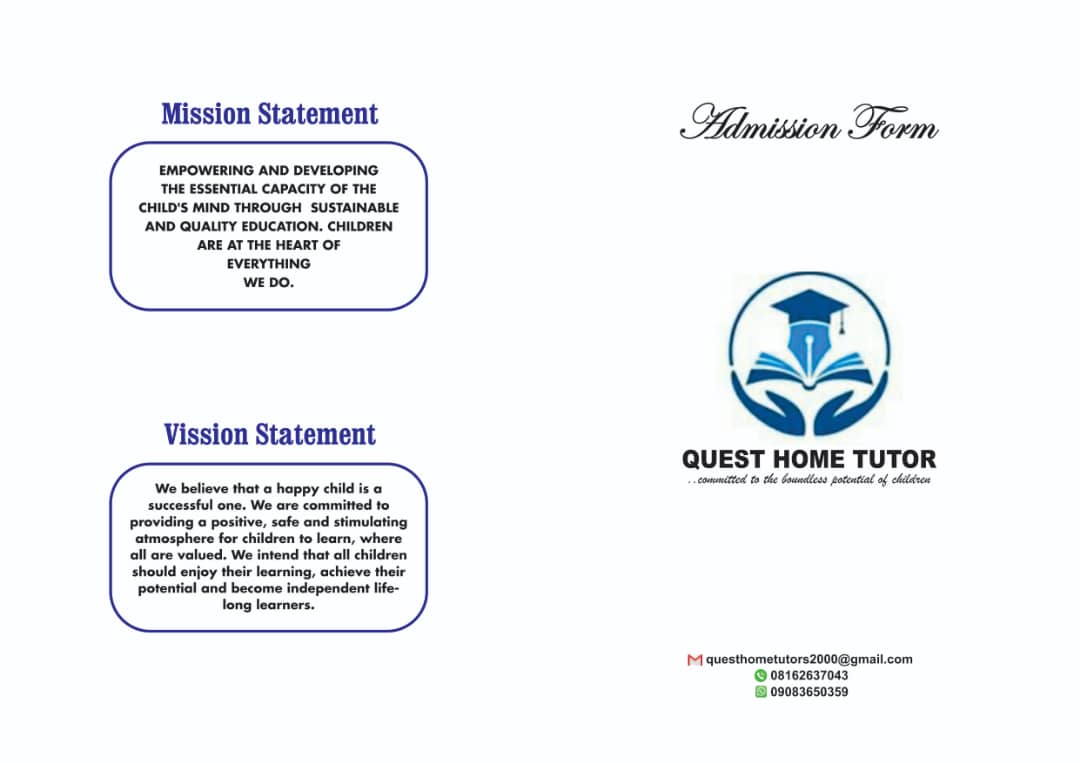 Mission Statement
EMPOWERING AND DEVELOPING
THE ESSENTIAL CAPACITY OF THE
CHILD'S MIND THROUGH SUSTAINABLE
AND QUALITY EDUCATION. CHILDREN
ARE AT THE HEART OF
EVERYTHING
WE DO.
Vission Statement
We believe that a happy child is a
successful one. We are committed to
providing a positive, safe and stimulating
atmosphere for children to learn, where
all are valued. We intend that all children
should enjoy their learning, achieve their
potential and become independent life-
long learners.
Admission Form
QUEST HOME TUTOR
..committed to the boundless potential of children
questhometutors2000@gmail.com
08162637043
09083650359